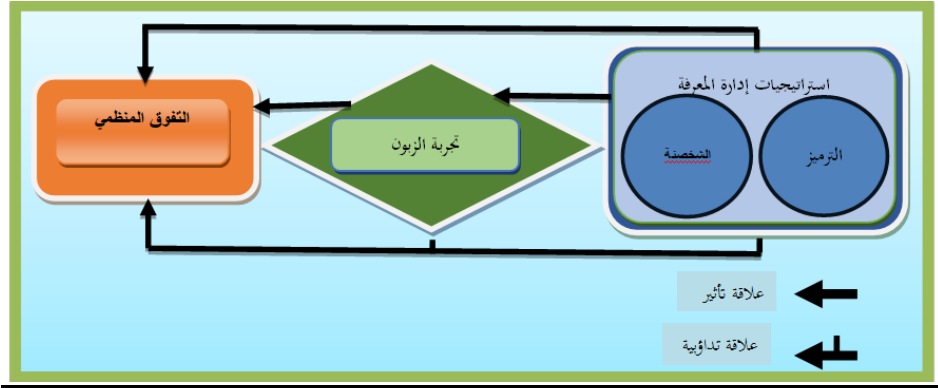 استراتيجيات إدارة المعرفة
الترميز
الشخصنة
تجربة الزبون
التفوق المنظمي
علاقة تأثير
علاقة تداؤبية